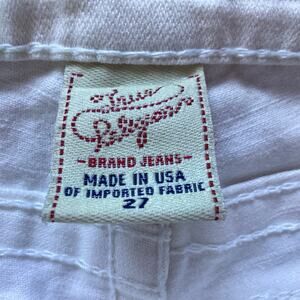 True
Religion
-BRAND JEANS-
MADE IN USA
OF IMPORTED FABRIC
27